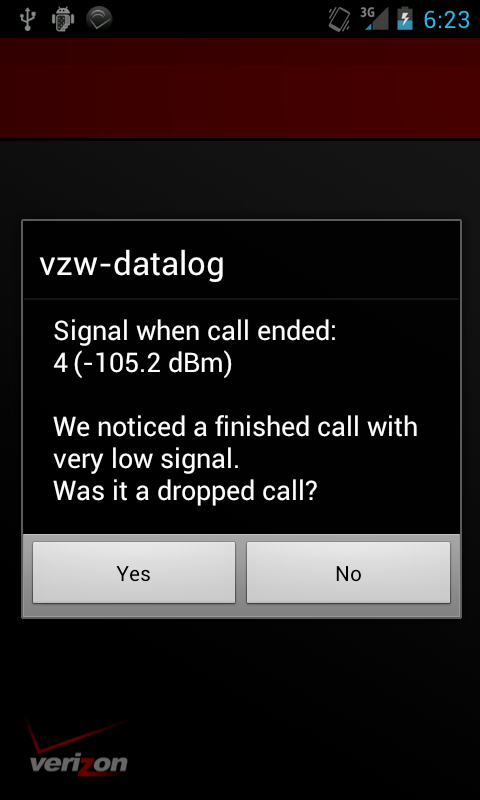 3G 6:23
vzw-datalog
Signal when call ended:
4 (-105.2 dBm)
We noticed a finished call with
very low signal.
Was it a dropped call?
Yes No
verizon